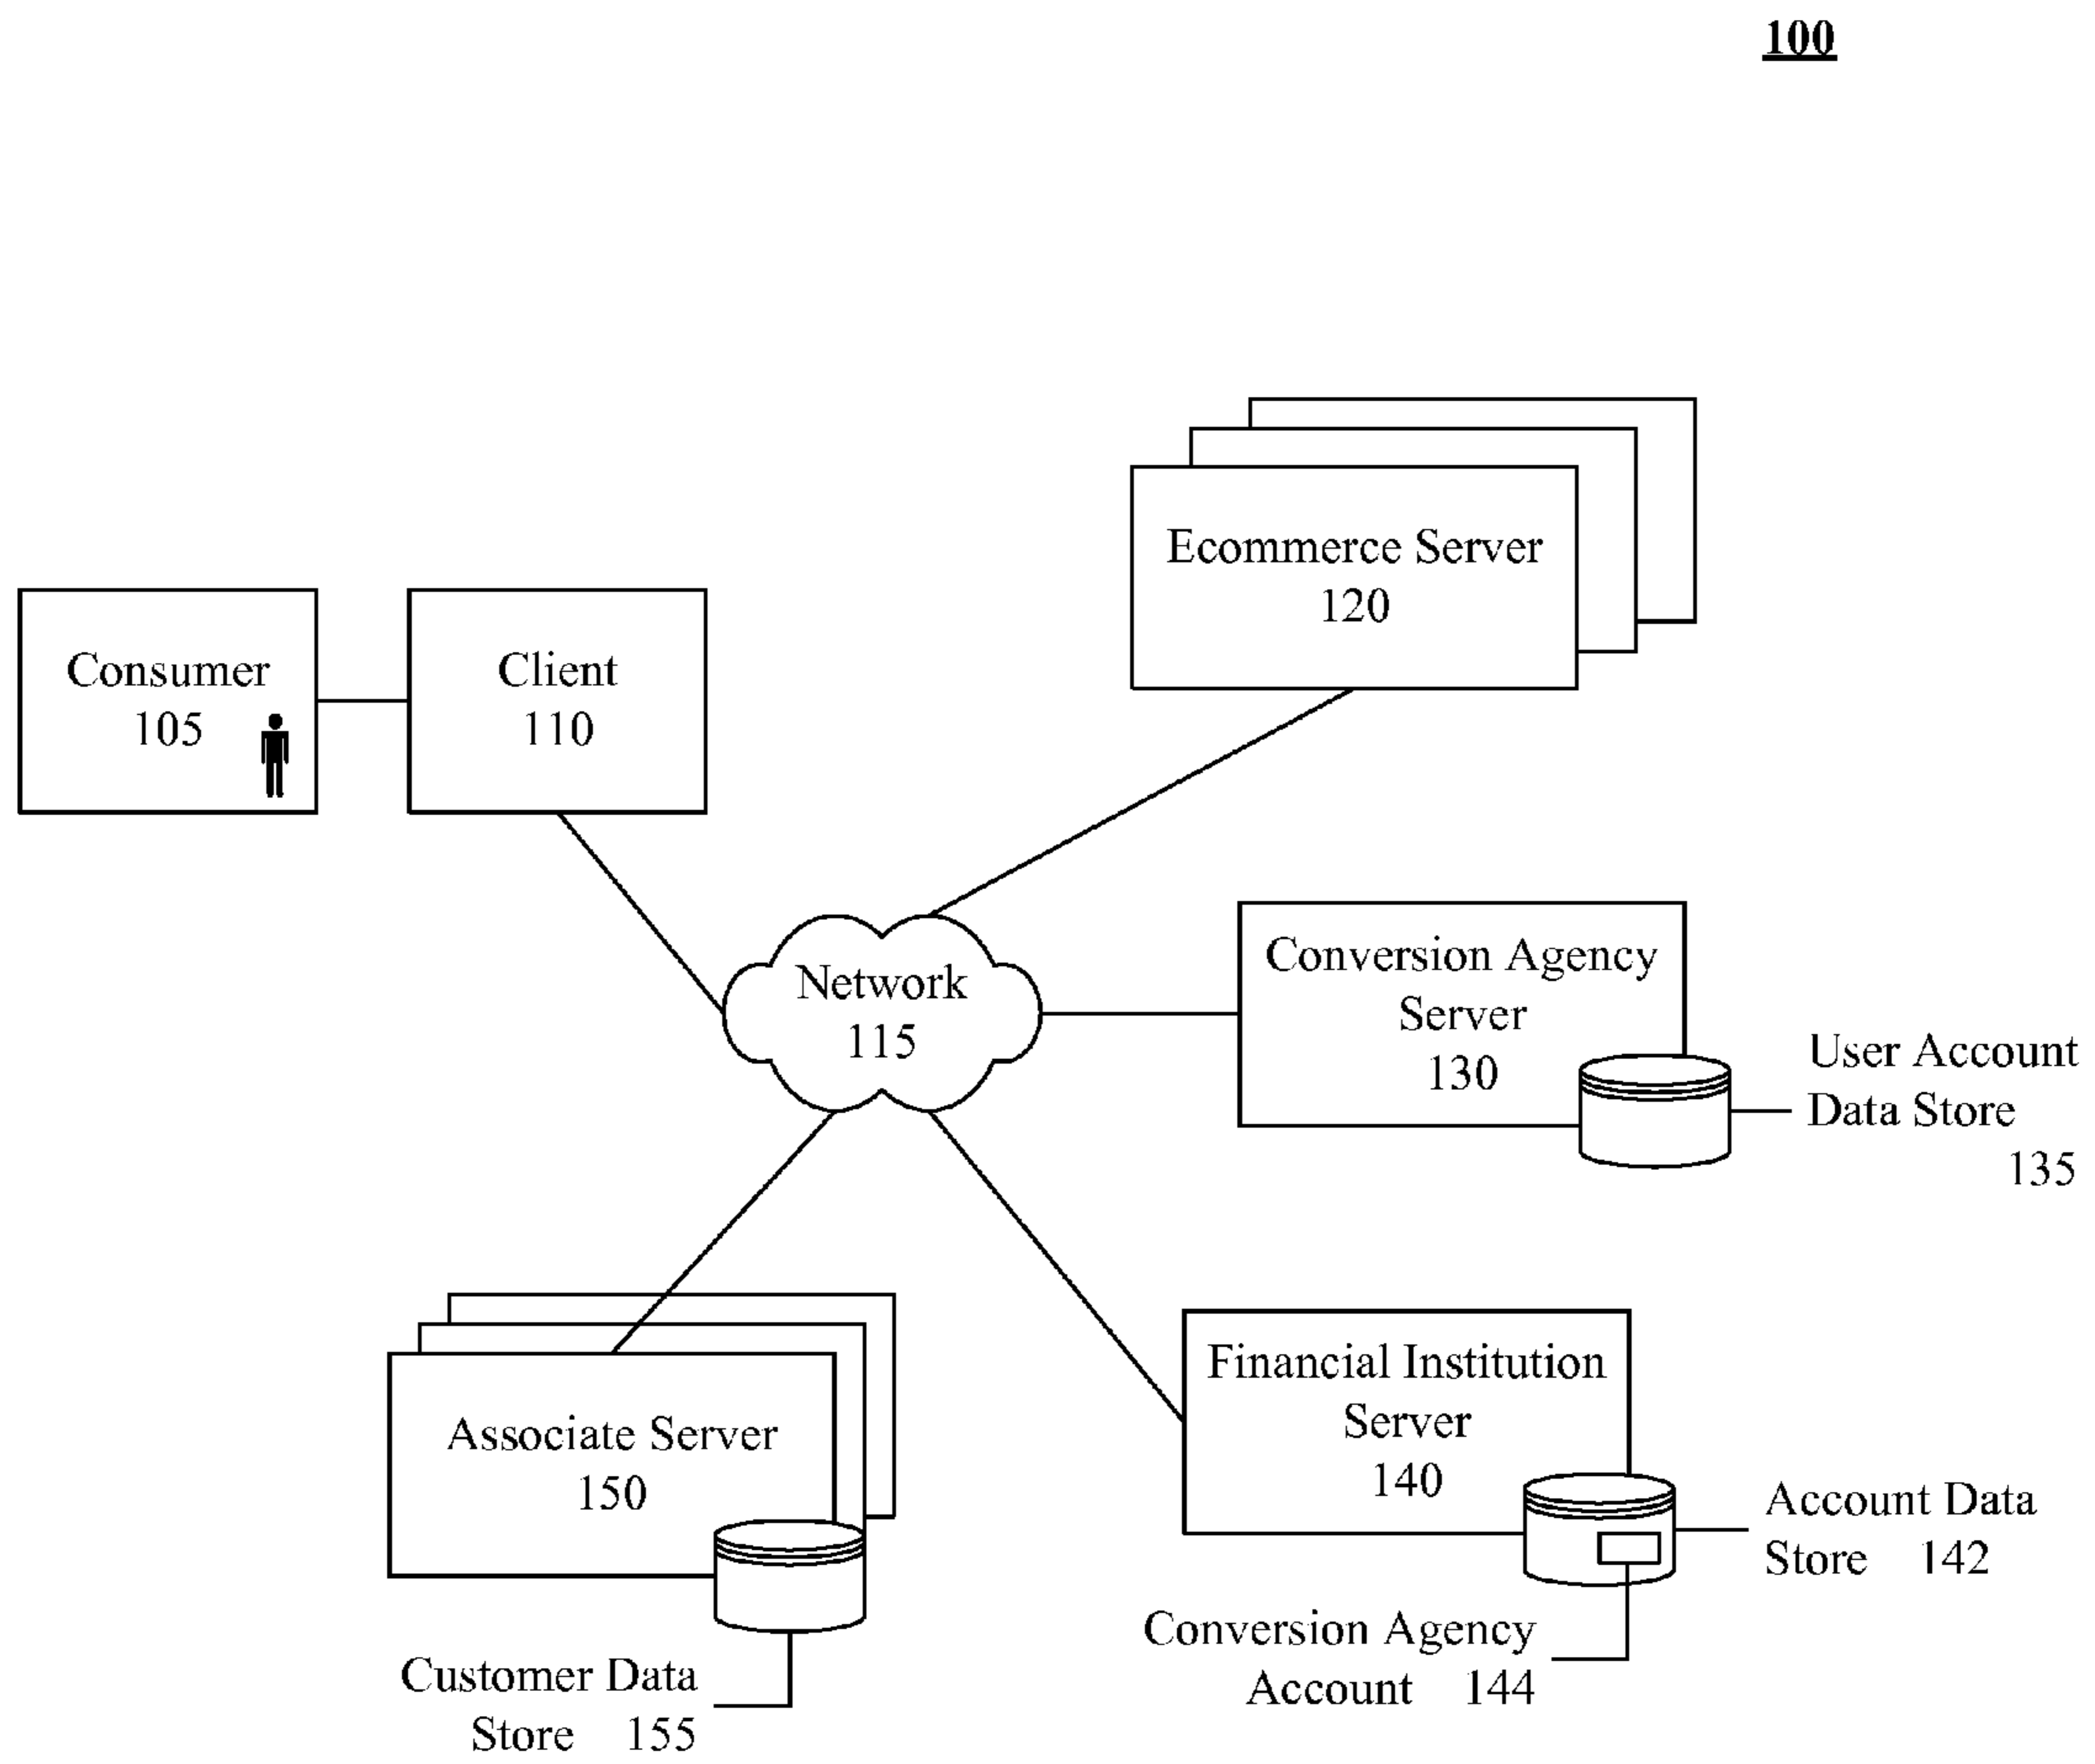 100
Ecommerce Server
120
Consumer
105
Client
110
Network
115
Conversion Agency
Server
130
User Account
Data Store
135
Associate Server
150
Customer Data
Store 155
Financial Institution
Server
140
Account Data
Store 142
Conversion Agency
Account 144